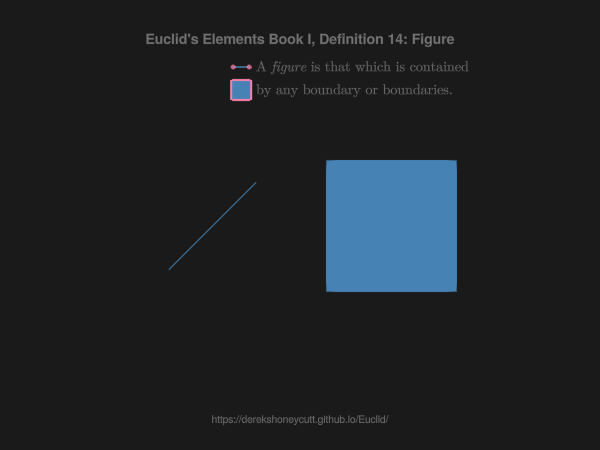 Euclid's Elements Book I, Definition 14: Figure
A figure is that which is contained
by any boundary or boundaries.
https://derekshoneycutt.github.io/Euclid/